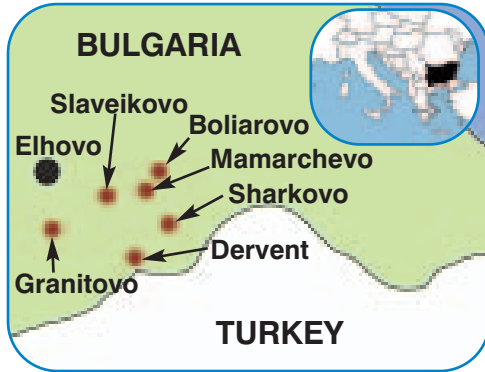 BULGARIA
Slaveikovo
Boliarovo
Elhovo
Mamarchevo
Sharkovo
Dervent
Granitovo
TURKEY